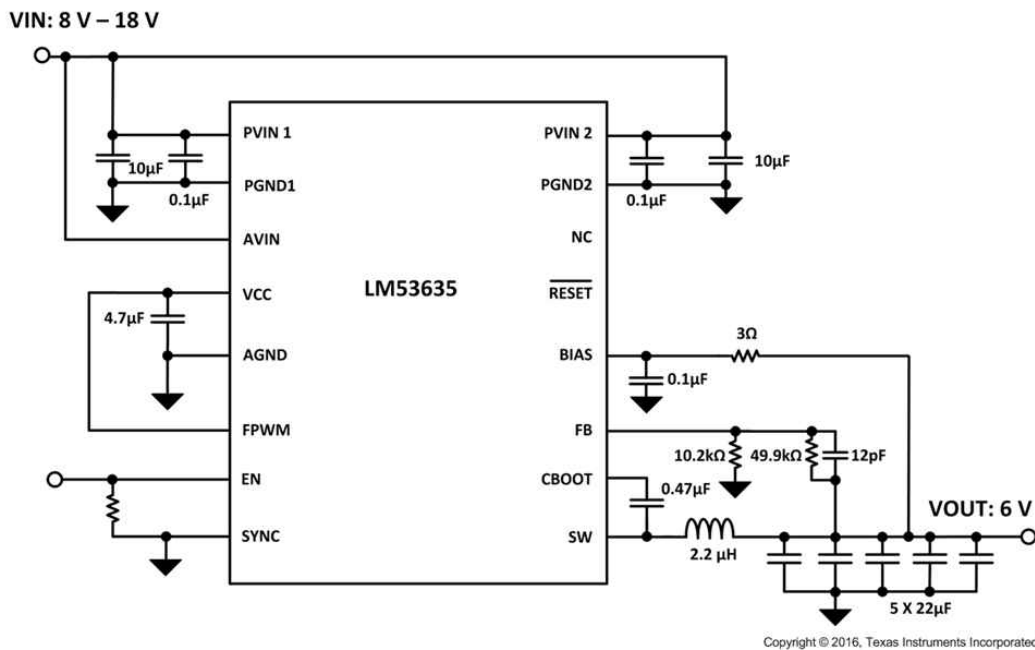 VIN: 8 V – 18 V
PVIN 1
PVIN 2
10µF
0.1µF
PGND1
PGND2
0.1µF
10µF
AVIN
NC
LM53635
VCC
RESET
4.7µF
3Ω
AGND
BIAS
0.1µF
FPWM
FB
10.2kΩ
49.9kΩ
12pF
EN
CBOOT
0.47µF
VOUT: 6 V
SYNC
SW
2.2 µH
5 X 22µF
Copyright © 2016, Texas Instruments Incorporated